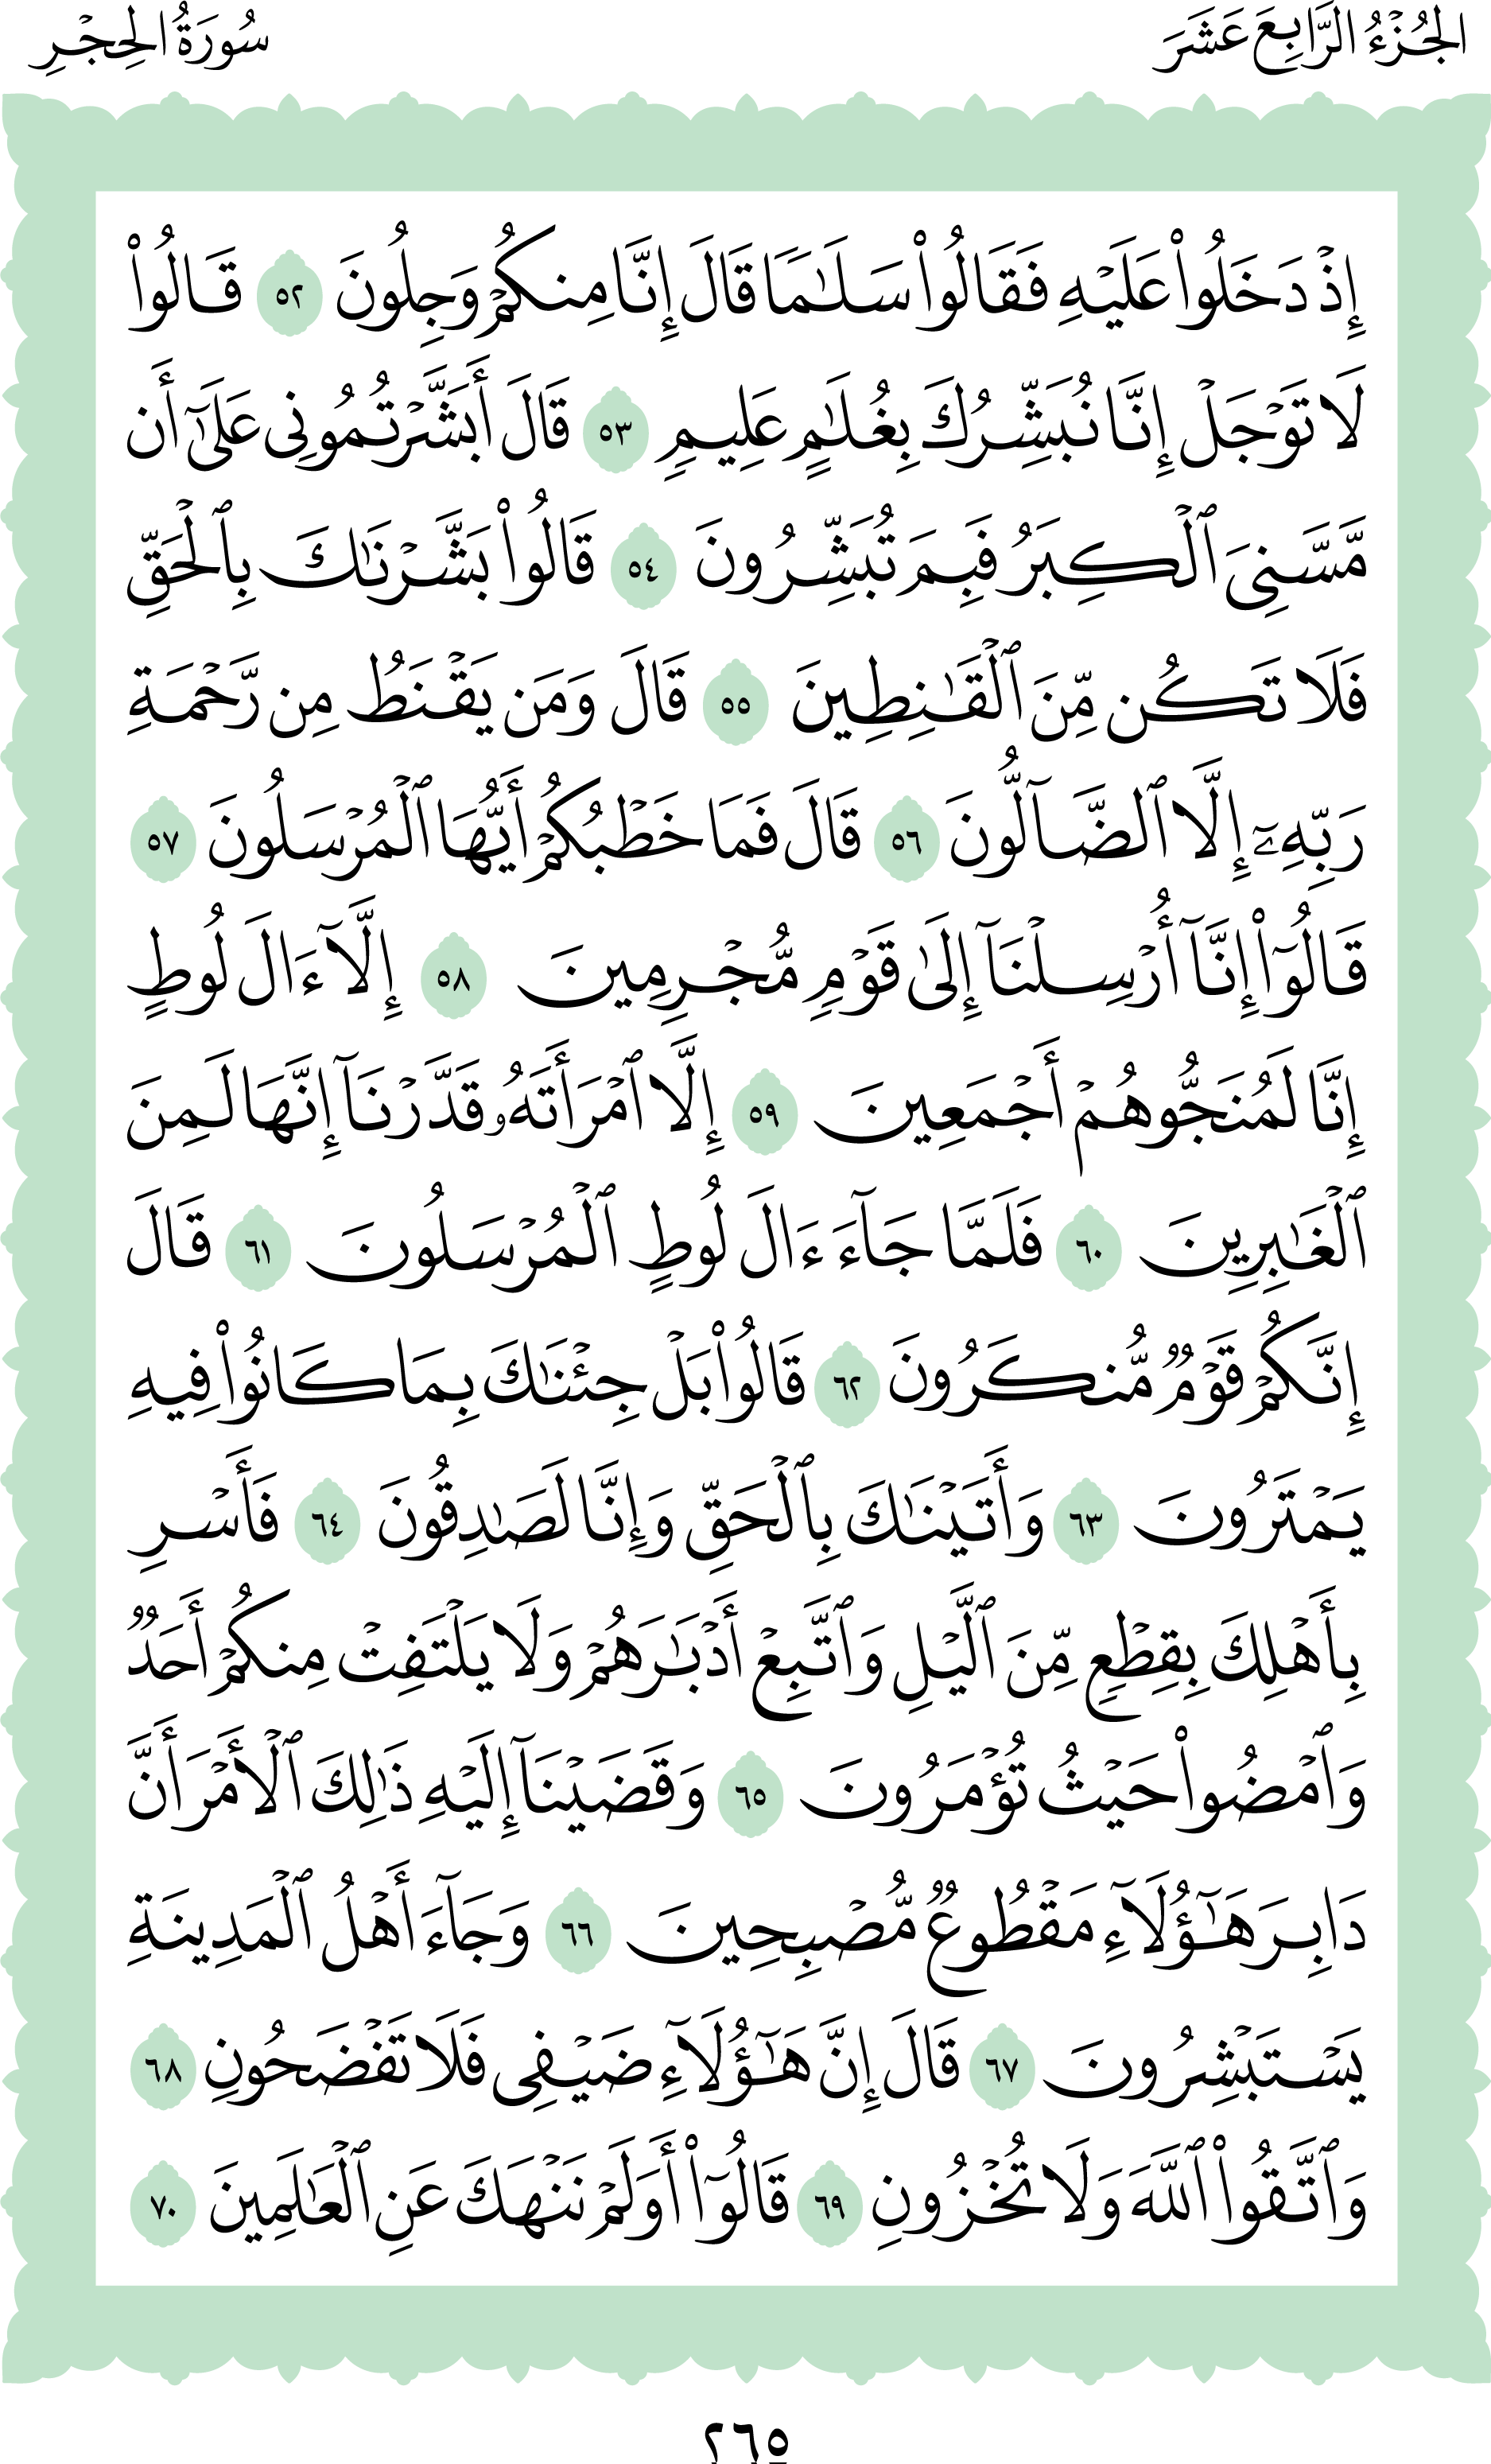 الجُزْءُ الرَّابِعَ عَشَرَ
سُورَةُ الحِجْرِ
إِذۡ دَخَلُواْ عَلَيۡهِ فَقَالُواْ سَلَٰمٗا قَالَ إِنَّا مِنكُمۡ وَجِلُونَ ٥٢ قَالُواْ
لَا تَوۡجَلۡ إِنَّا نُبَشِّرُكَ بِغُلَٰمٍ عَلِيمٖ ٥٣ قَالَ أَبَشَّرۡتُمُونِي عَلَىٰٓ أَن
مَّسَّنِيَ ٱلۡكِبَرُ فَبِمَ تُبَشِّرُونَ ٥٤ قَالُواْ بَشَّرۡنَٰكَ بِٱلۡحَقِّ
فَلَا تَكُن مِّنَ ٱلۡقَٰنِطِينَ ٥٥ قَالَ وَمَن يَقۡنَطُ مِن رَّحۡمَةِ
رَبِّهِۦٓ إِلَّا ٱلضَّآلُّونَ ٥٦ قَالَ فَمَا خَطۡبُكُمۡ أَيُّهَا ٱلۡمُرۡسَلُونَ ٥٧
قَالُوٓاْ إِنَّآ أُرۡسِلۡنَآ إِلَىٰ قَوۡمٖ مُّجۡرِمِينَ ٥٨ إِلَّآ ءَالَ لُوطٍ
إِنَّا لَمُنَجُّوهُمۡ أَجۡمَعِينَ ٥٩ إِلَّا ٱمۡرَأَتَهُۥ قَدَّرۡنَآ إِنَّهَا لَمِنَ
ٱلۡغَٰبِرِينَ ٦٠ فَلَمَّا جَآءَ ءَالَ لُوطٍ ٱلۡمُرۡسَلُونَ ٦١ قَالَ
إِنَّكُمۡ قَوۡمٞ مُّنكَرُونَ ٦٢ قَالُواْ بَلۡ جِئۡنَٰكَ بِمَا كَانُواْ فِيهِ
يَمۡتَرُونَ ٦٣ وَأَتَيۡنَٰكَ بِٱلۡحَقِّ وَإِنَّا لَصَٰدِقُونَ ٦٤ فَأَسۡرِ
بِأَهۡلِكَ بِقِطۡعٖ مِّنَ ٱلَّيۡلِ وَٱتَّبِعۡ أَدۡبَٰرَهُمۡ وَلَا يَلۡتَفِتۡ مِنكُمۡ أَحَدٞ
وَٱمۡضُواْ حَيۡثُ تُؤۡمَرُونَ ٦٥ وَقَضَيۡنَآ إِلَيۡهِ ذَٰلِكَ ٱلۡأَمۡرَ أَنَّ
دَابِرَ هَٰٓؤُلَآءِ مَقۡطُوعٞ مُّصۡبِحِينَ ٦٦ وَجَآءَ أَهۡلُ ٱلۡمَدِينَةِ
يَسۡتَبۡشِرُونَ ٦٧ قَالَ إِنَّ هَٰٓؤُلَآءِ ضَيۡفِي فَلَا تَفۡضَحُونِ ٦٨
وَٱتَّقُواْ ٱللَّهَ وَلَا تُخۡزُونِ ٦٩ قَالُوٓاْ أَوَلَمۡ نَنۡهَكَ عَنِ ٱلۡعَٰلَمِينَ ٧٠
٢٦٥